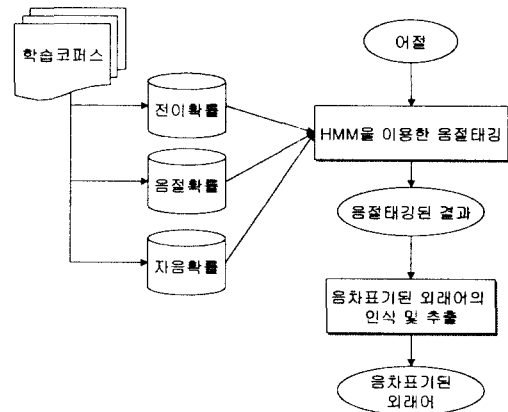 학습코퍼스
어절
전이확률
HMM을 이용한 음절태깅
음절확률
음절태깅된 결과
자음확률
음차표기된 외래어의
인식 및 추출
음차표기된
외래어